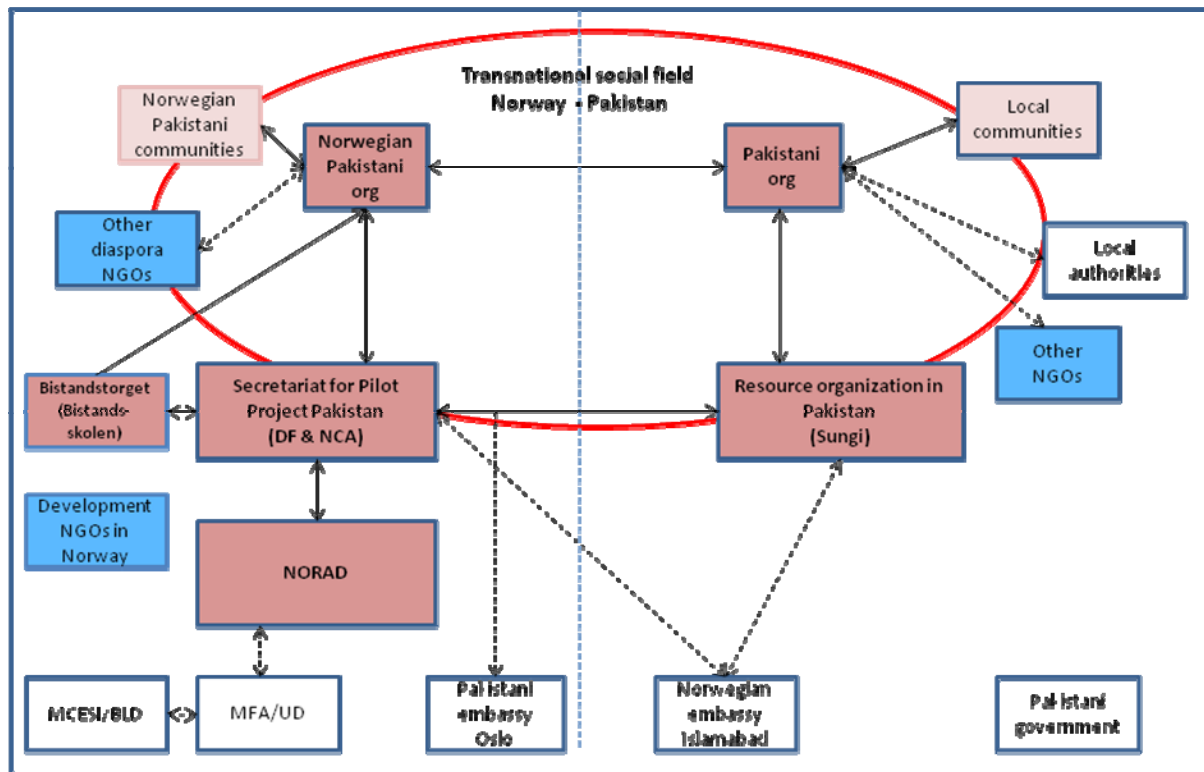 Transnational social field
Norway - Pakistan
Norwegian
Pakistani
communities
Local
communities
Norwegian
Pakistani
org
Pakistani
org
Other
diaspora
NGOs
Local
authorities
Other
NGOs
Bistandstorget
(Bistands-
skolen)
Secretariat for Pilot
Project Pakistan
(DF & NCA)
Resource organization in
Pakistan
(Sungi)
Development
NGOs in
Norway
NORAD
MCESI/BLD
MFA/UD
Pakistani
embassy
Oslo
Norwegian
embassy
Islamabad
Pakistani
government